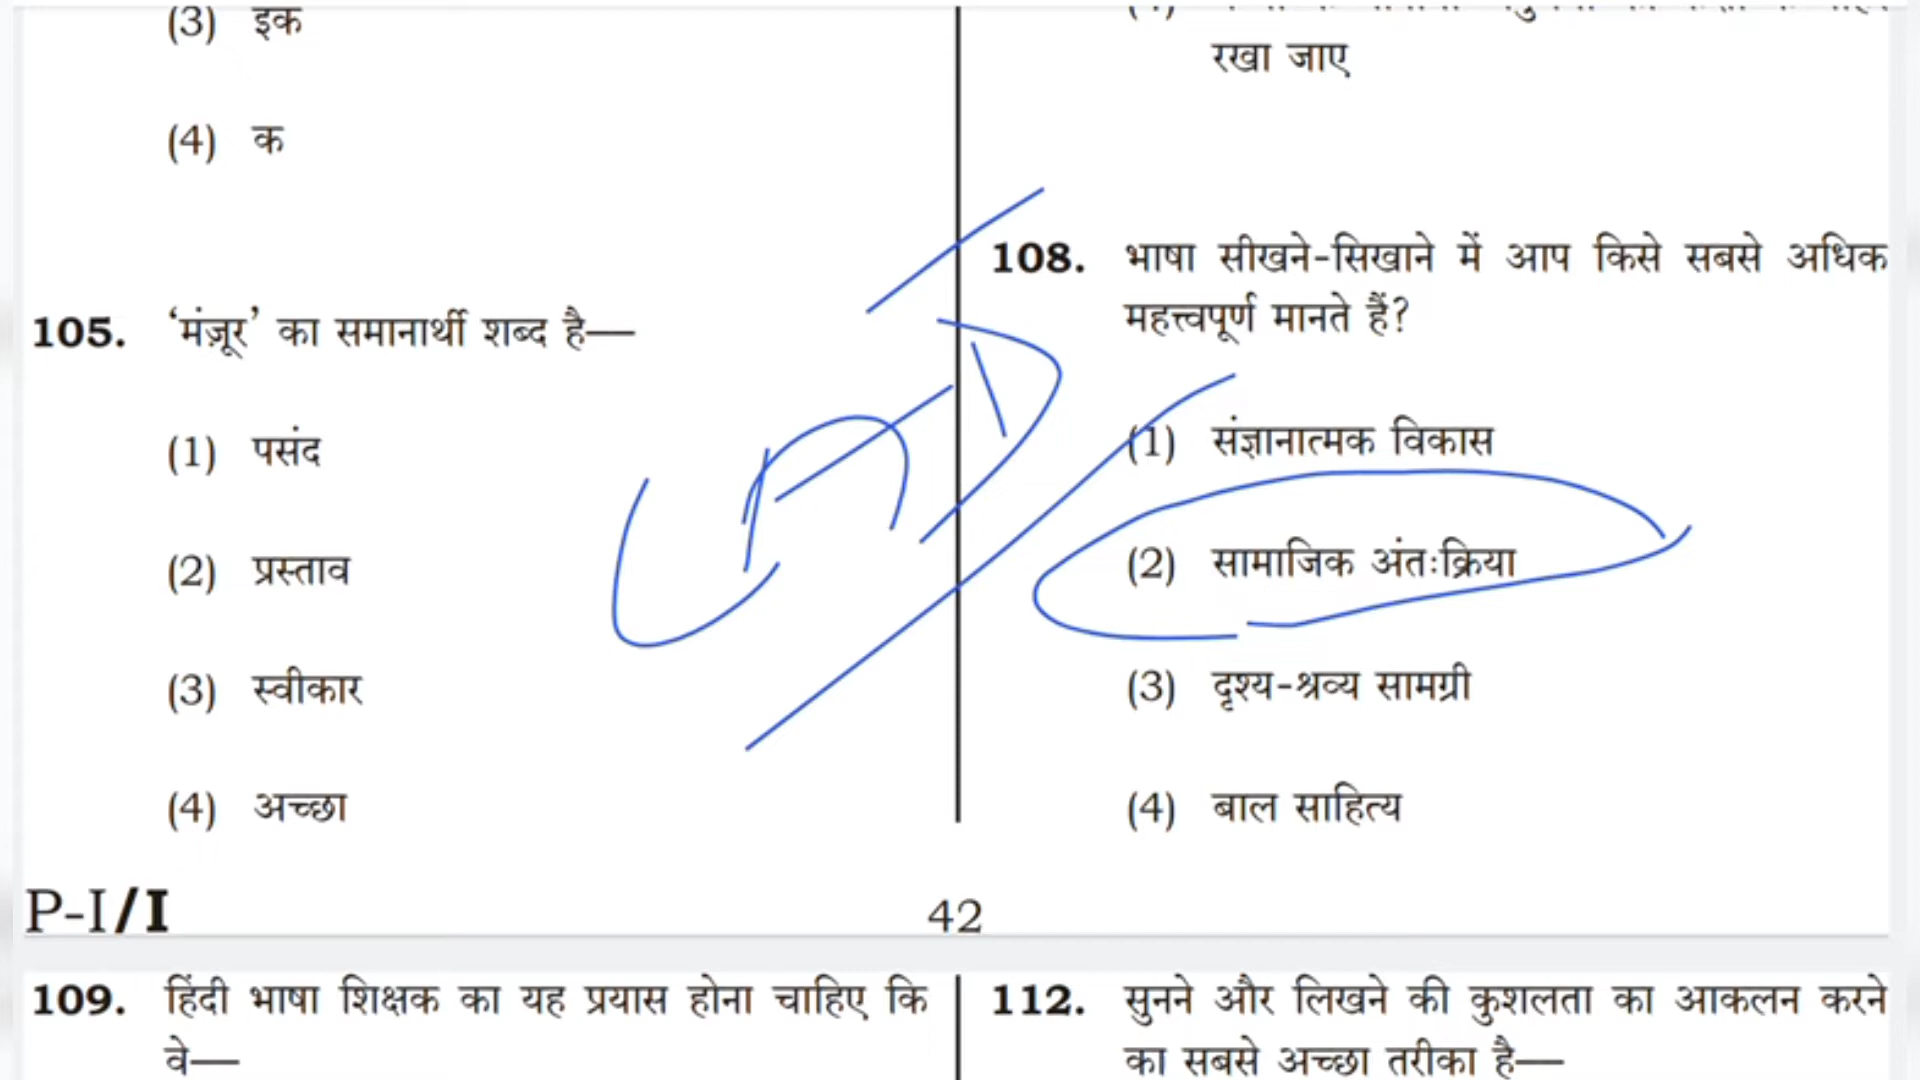 (3) इक
(4) क
105. ‘मंज़ूर’ का समानार्थी शब्द है—
(1) पसंद
(2) प्रस्ताव
(3) स्वीकार
(4) अच्छा
रखा जाए
108. भाषा सीखने-सिखाने में आप किसे सबसे अधिक
महत्त्वपूर्ण मानते हैं?
(1) संज्ञानात्मक विकास
(2) सामाजिक अंतःक्रिया
(3) दृश्य-श्रव्य सामग्री
(4) बाल साहित्य
P-I/I
42
109. हिंदी भाषा शिक्षक का यह प्रयास होना चाहिए कि
वे—
112. सुनने और लिखने की कुशलता का आकलन करने
का सबसे अच्छा तरीका है—